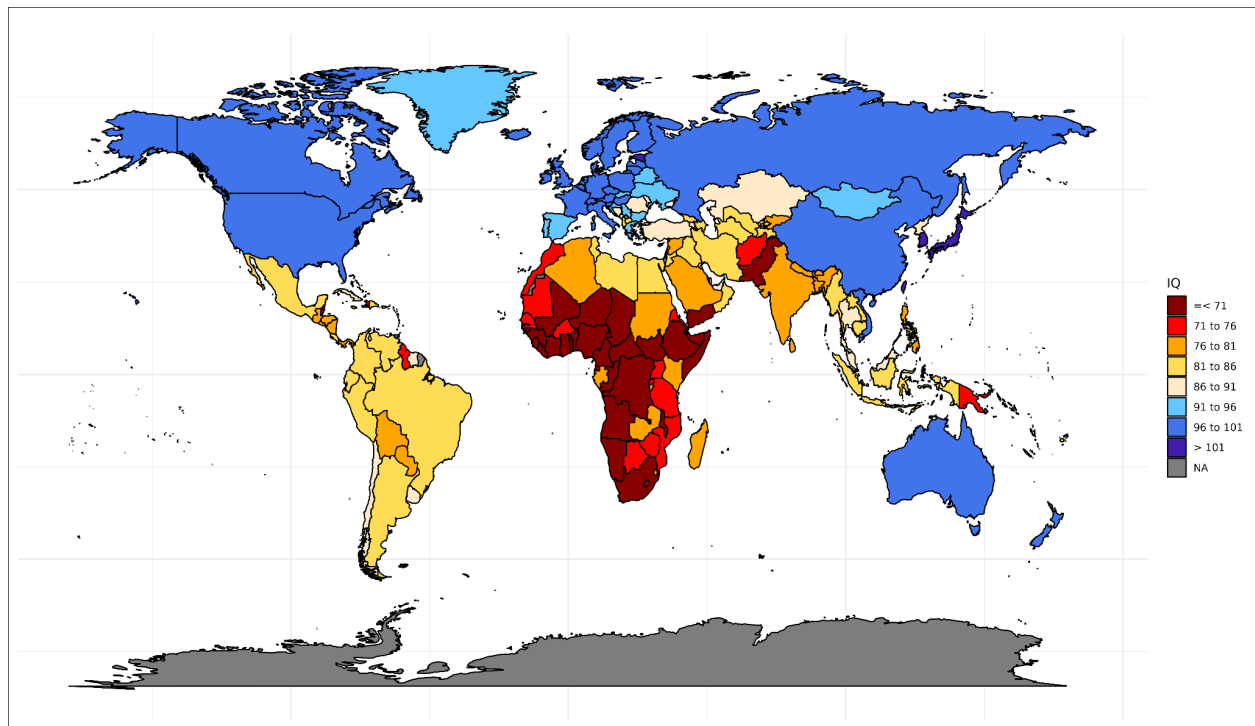 IQ
=< 71
71 to 76
76 to 81
81 to 86
86 to 91
91 to 96
96 to 101
> 101
NA